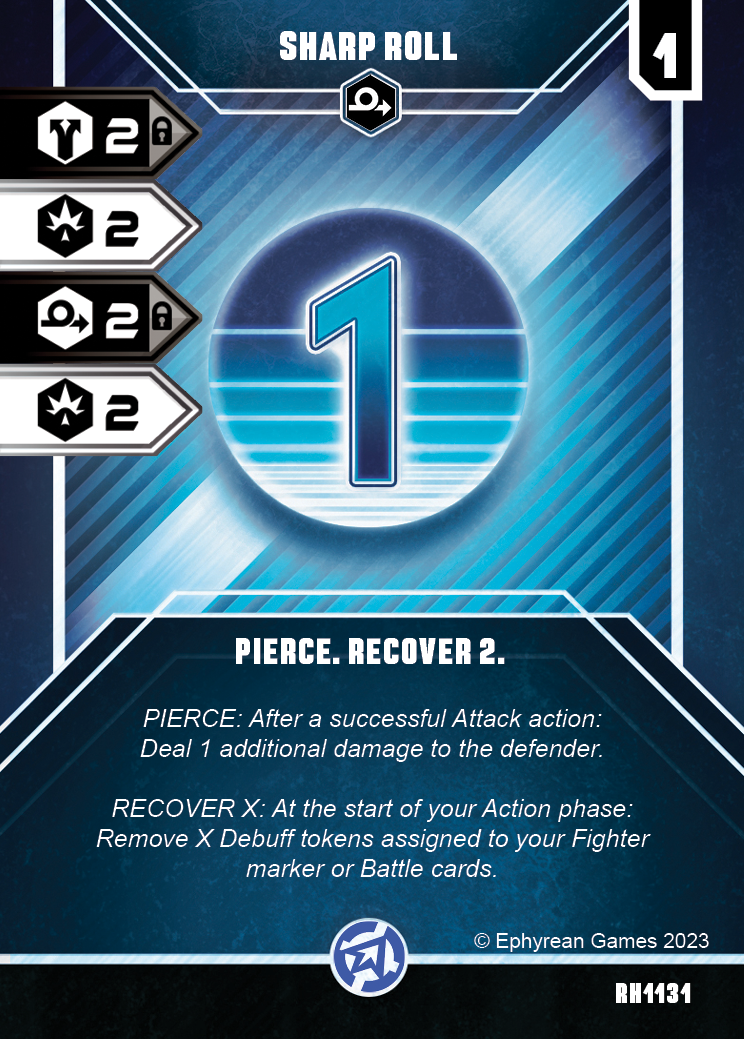 SHARP ROLL
1
2
2
2
2
1
PIERCE. RECOVER 2.
PIERCE: After a successful Attack action:
Deal 1 additional damage to the defender.
RECOVER X: At the start of your Action phase:
Remove X Debuff tokens assigned to your Fighter
marker or Battle cards.
© Ephyrean Games 2023
RH1131